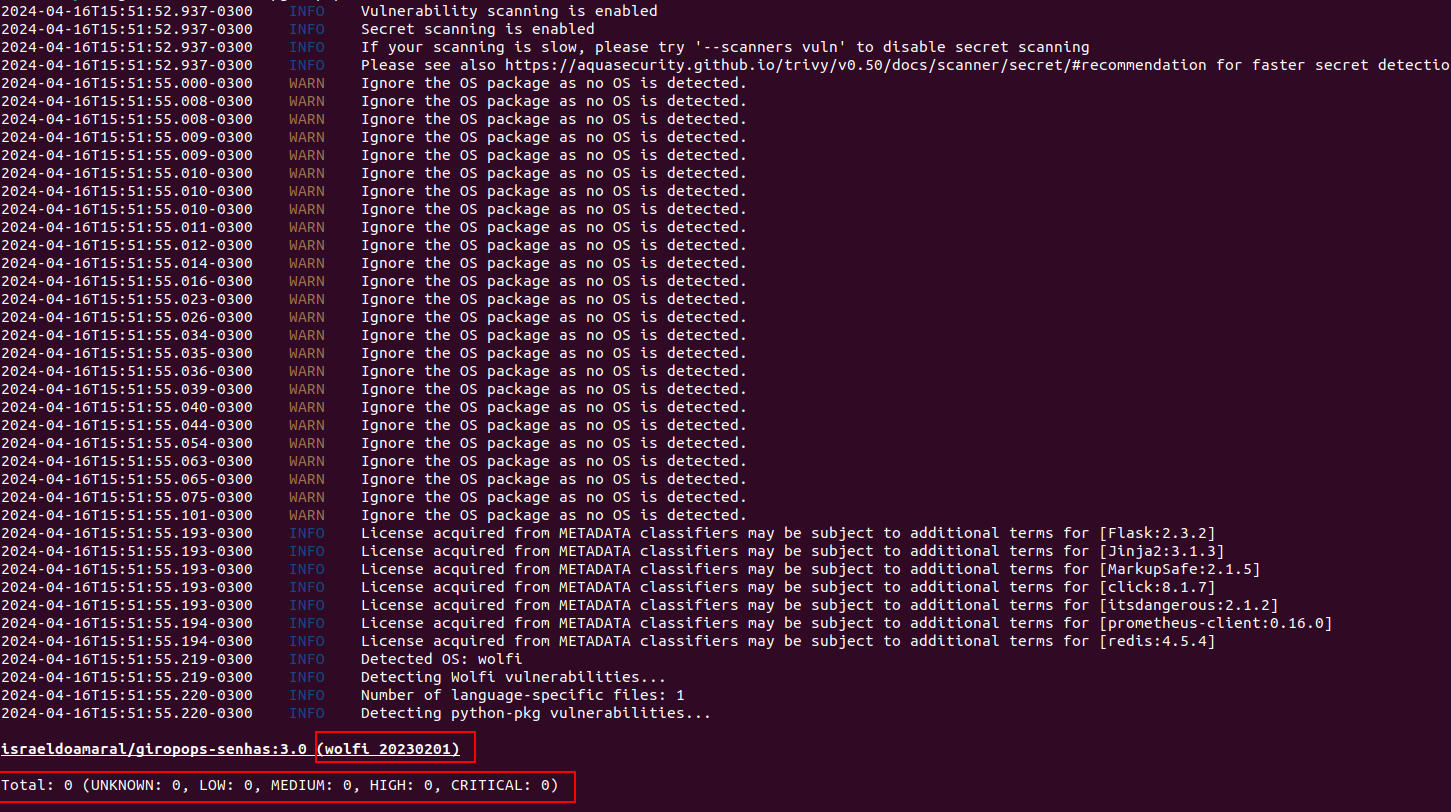 2024-04-16T15:51:52.937-0300 INFO Vulnerability scanning is enabled
2024-04-16T15:51:52.937-0300 INFO Secret scanning is enabled
2024-04-16T15:51:52.937-0300 INFO If your scanning is slow, please try '--scanners vuln' to disable secret scanning
2024-04-16T15:51:52.937-0300 INFO Please see also https://aquasecurity.github.io/trivy/v0.50/docs/scanner/secret/#recommendation for faster secret detectio
2024-04-16T15:51:55.000-0300 WARN Ignore the OS package as no OS is detected.
2024-04-16T15:51:55.008-0300 WARN Ignore the OS package as no OS is detected.
2024-04-16T15:51:55.008-0300 WARN Ignore the OS package as no OS is detected.
2024-04-16T15:51:55.009-0300 WARN Ignore the OS package as no OS is detected.
2024-04-16T15:51:55.009-0300 WARN Ignore the OS package as no OS is detected.
2024-04-16T15:51:55.010-0300 WARN Ignore the OS package as no OS is detected.
2024-04-16T15:51:55.010-0300 WARN Ignore the OS package as no OS is detected.
2024-04-16T15:51:55.010-0300 WARN Ignore the OS package as no OS is detected.
2024-04-16T15:51:55.011-0300 WARN Ignore the OS package as no OS is detected.
2024-04-16T15:51:55.012-0300 WARN Ignore the OS package as no OS is detected.
2024-04-16T15:51:55.014-0300 WARN Ignore the OS package as no OS is detected.
2024-04-16T15:51:55.016-0300 WARN Ignore the OS package as no OS is detected.
2024-04-16T15:51:55.023-0300 WARN Ignore the OS package as no OS is detected.
2024-04-16T15:51:55.026-0300 WARN Ignore the OS package as no OS is detected.
2024-04-16T15:51:55.034-0300 WARN Ignore the OS package as no OS is detected.
2024-04-16T15:51:55.035-0300 WARN Ignore the OS package as no OS is detected.
2024-04-16T15:51:55.036-0300 WARN Ignore the OS package as no OS is detected.
2024-04-16T15:51:55.039-0300 WARN Ignore the OS package as no OS is detected.
2024-04-16T15:51:55.040-0300 WARN Ignore the OS package as no OS is detected.
2024-04-16T15:51:55.044-0300 WARN Ignore the OS package as no OS is detected.
2024-04-16T15:51:55.054-0300 WARN Ignore the OS package as no OS is detected.
2024-04-16T15:51:55.063-0300 WARN Ignore the OS package as no OS is detected.
2024-04-16T15:51:55.065-0300 WARN Ignore the OS package as no OS is detected.
2024-04-16T15:51:55.075-0300 WARN Ignore the OS package as no OS is detected.
2024-04-16T15:51:55.101-0300 WARN Ignore the OS package as no OS is detected.
2024-04-16T15:51:55.193-0300 INFO License acquired from METADATA classifiers may be subject to additional terms for [Flask:2.3.2]
2024-04-16T15:51:55.193-0300 INFO License acquired from METADATA classifiers may be subject to additional terms for [Jinja2:3.1.3]
2024-04-16T15:51:55.193-0300 INFO License acquired from METADATA classifiers may be subject to additional terms for [MarkupSafe:2.1.5]
2024-04-16T15:51:55.193-0300 INFO License acquired from METADATA classifiers may be subject to additional terms for [click:8.1.7]
2024-04-16T15:51:55.193-0300 INFO License acquired from METADATA classifiers may be subject to additional terms for [itsdangerous:2.1.2]
2024-04-16T15:51:55.194-0300 INFO License acquired from METADATA classifiers may be subject to additional terms for [prometheus-client:0.16.0]
2024-04-16T15:51:55.194-0300 INFO License acquired from METADATA classifiers may be subject to additional terms for [redis:4.5.4]
2024-04-16T15:51:55.219-0300 INFO Detected OS: wolfi
2024-04-16T15:51:55.219-0300 INFO Detecting Wolfi vulnerabilities...
2024-04-16T15:51:55.220-0300 INFO Number of language-specific files: 1
2024-04-16T15:51:55.220-0300 INFO Detecting python-pkg vulnerabilities...
israeldoamaral/giropops-senhas:3.0 (wolfi 20230201)
Total: 0 (UNKNOWN: 0, LOW: 0, MEDIUM: 0, HIGH: 0, CRITICAL: 0)